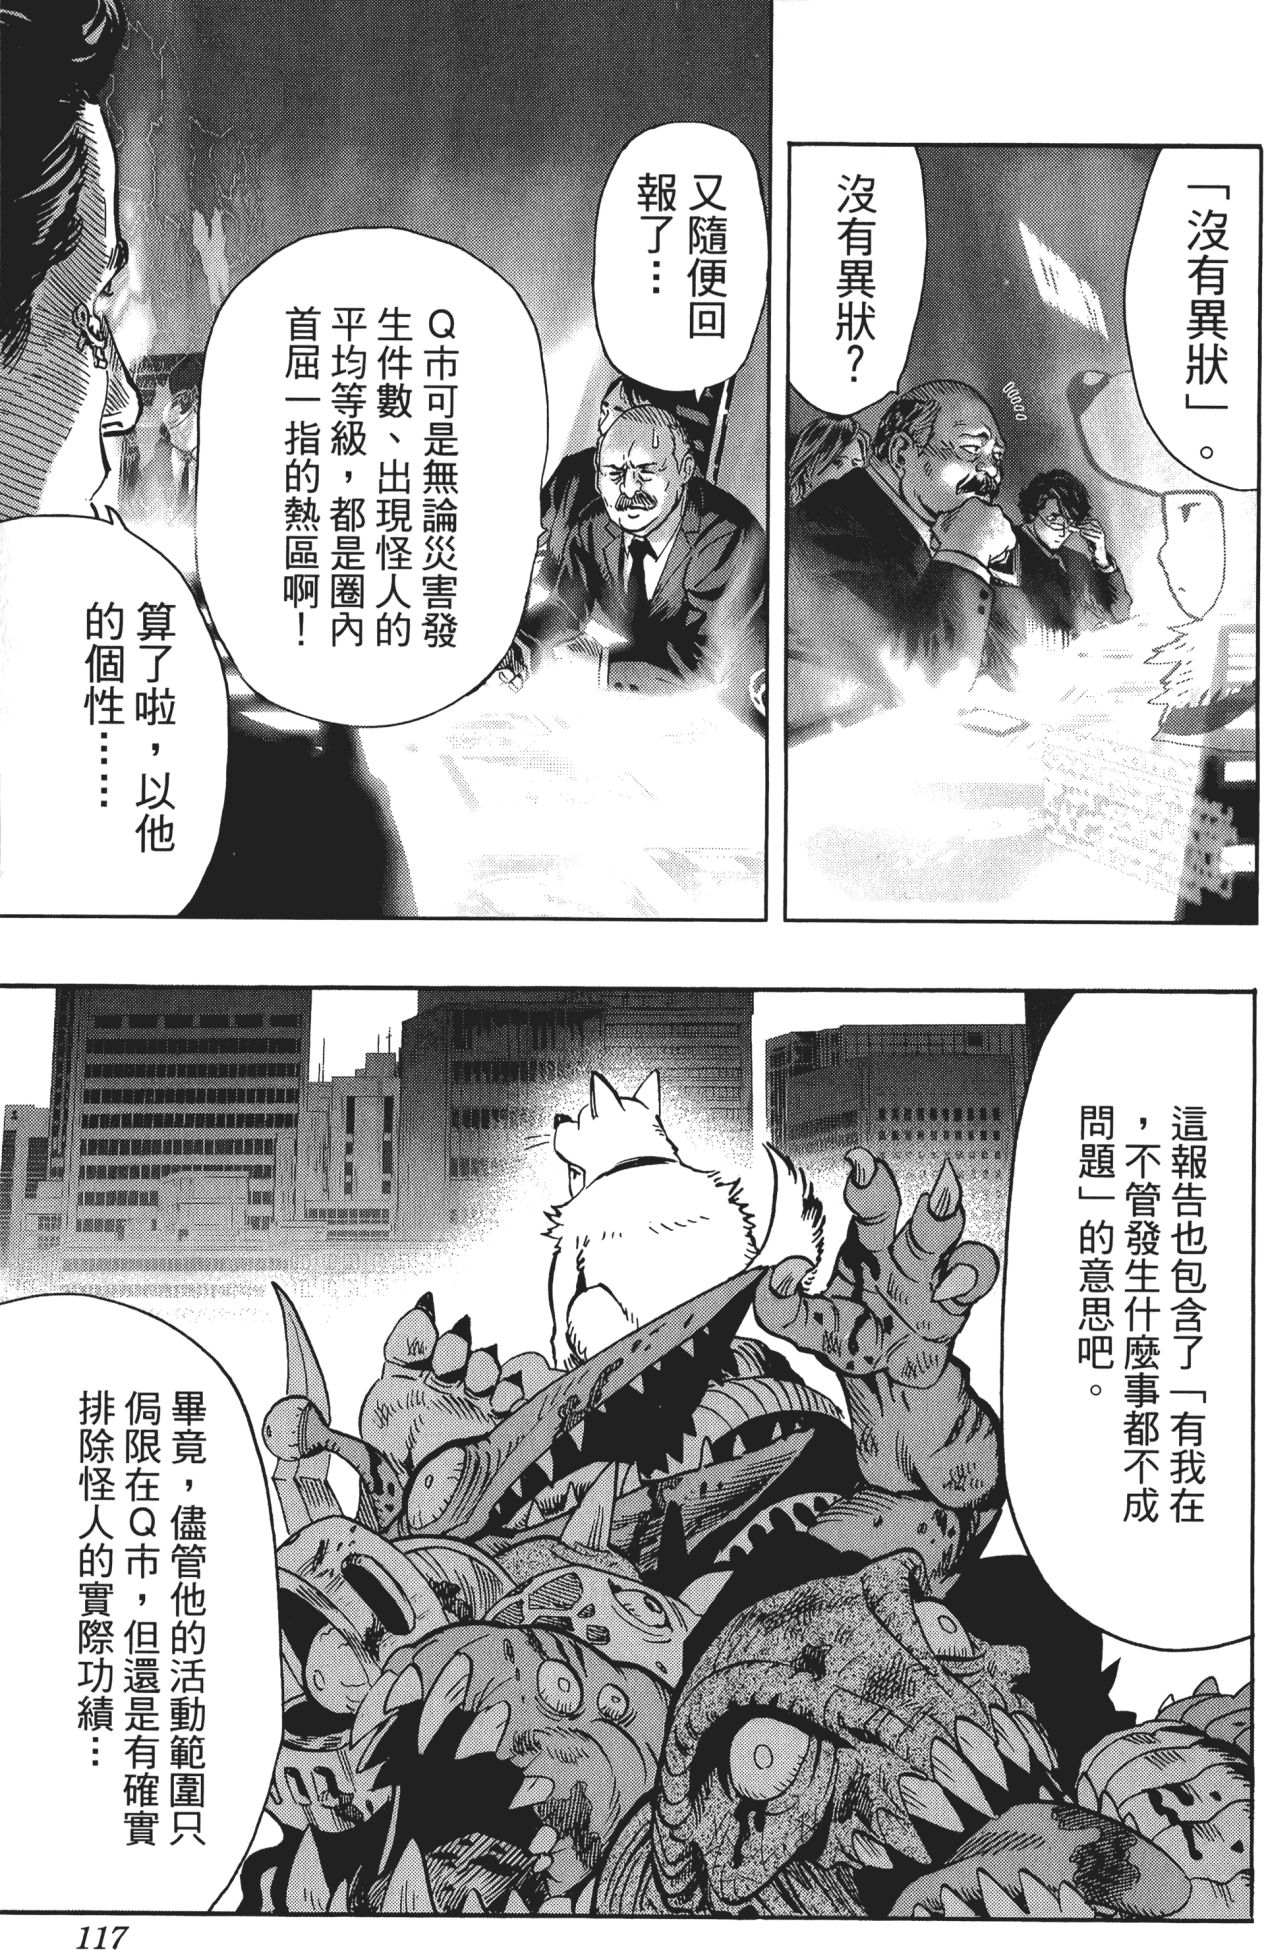 「沒有異狀」。
沒有異狀？
又隨便回
報了…
Q市可是無論災害發
生件數、出現怪人的
平均等級，都是圈內
首屈一指的熱區啊！
算了啦，以他
的個性……
這報告也包含了「有我在
，不管發生什麼事都不成
問題」的意思吧。
畢竟，儘管他的活動範圍只
侷限在Q市，但還是有確實
排除怪人的實際功績…
117